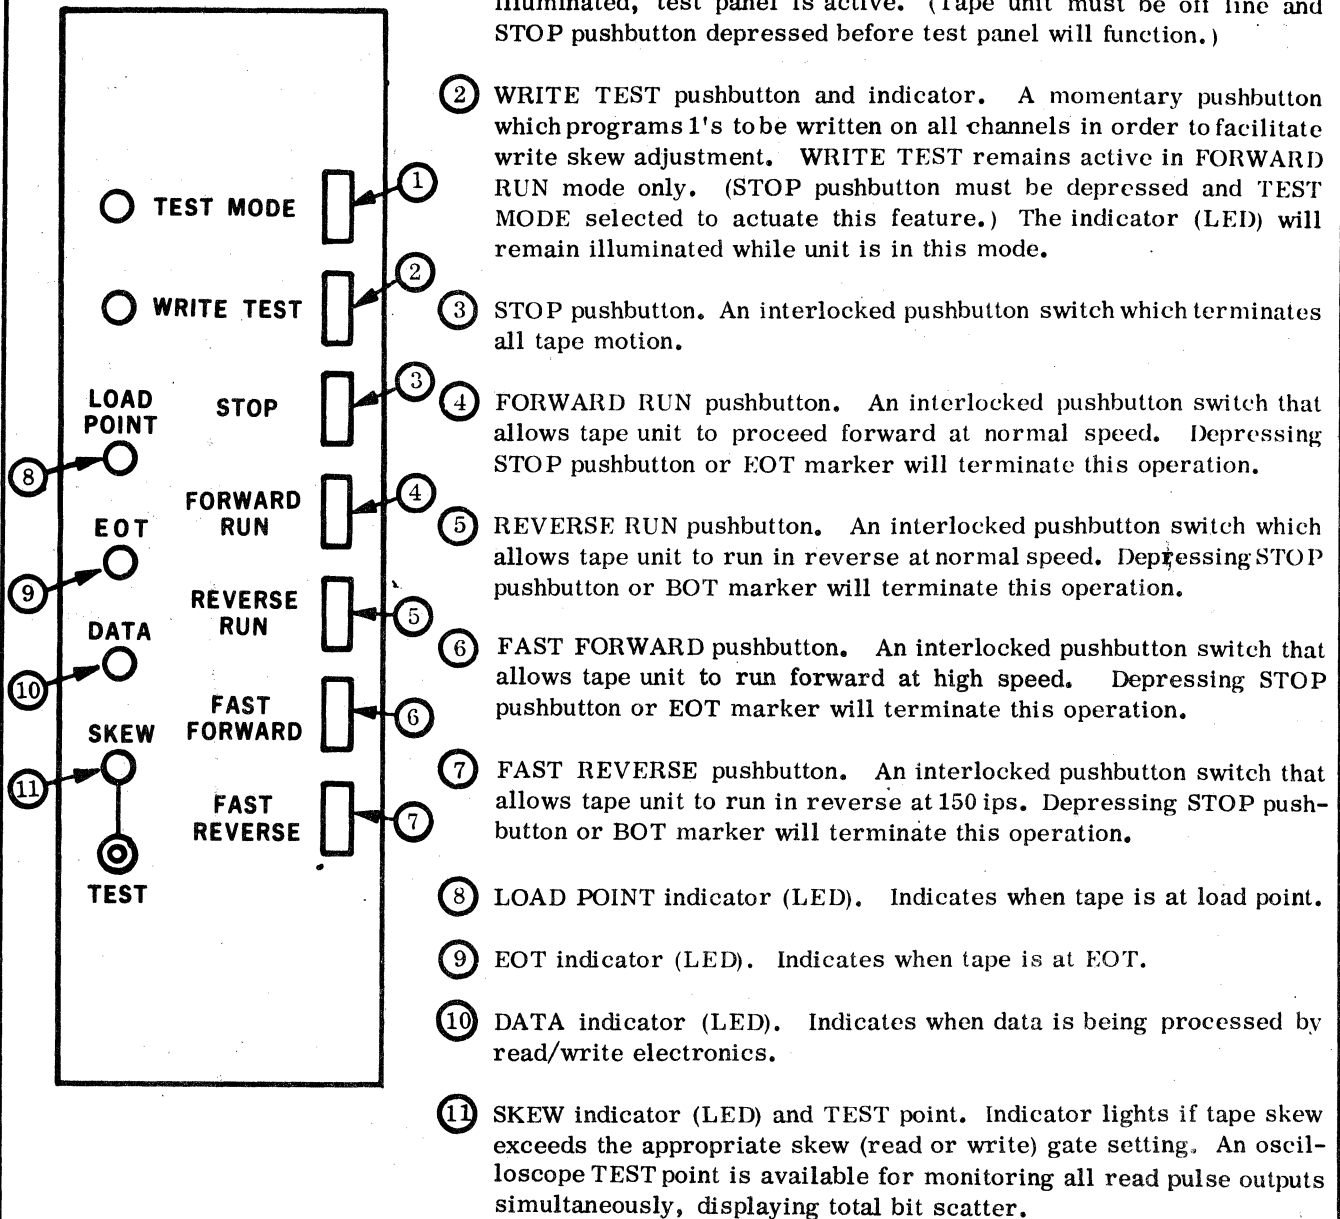 illuminated, test panel is active. (Tape unit must be off line and
STOP pushbutton depressed before test panel will function.)
2 WRITE TEST pushbutton and indicator. A momentary pushbutton
which programs 1's to be written on all channels in order to facilitate
write skew adjustment. WRITE TEST remains active in FORWARD
RUN mode only. (STOP pushbutton must be depressed and TEST
MODE selected to actuate this feature.) The indicator (LED) will
remain illuminated while unit is in this mode.
3 STOP pushbutton. An interlocked pushbutton switch which terminates
all tape motion.
4 FORWARD RUN pushbutton. An interlocked pushbutton switch that
allows tape unit to proceed forward at normal speed. Depressing
STOP pushbutton or EOT marker will terminate this operation.
5 REVERSE RUN pushbutton. An interlocked pushbutton switch which
allows tape unit to run in reverse at normal speed. Depressing STOP
pushbutton or BOT marker will terminate this operation.
6 FAST FORWARD pushbutton. An interlocked pushbutton switch that
allows tape unit to run forward at high speed. Depressing STOP
pushbutton or EOT marker will terminate this operation.
7 FAST REVERSE pushbutton. An interlocked pushbutton switch that
allows tape unit to run in reverse at 150 ips. Depressing STOP push-
button or BOT marker will terminate this operation.
8 LOAD POINT indicator (LED). Indicates when tape is at load point.
9 EOT indicator (LED). Indicates when tape is at EOT.
10 DATA indicator (LED). Indicates when data is being processed by
read/write electronics.
11 SKEW indicator (LED) and TEST point. Indicator lights if tape skew
exceeds the appropriate skew (read or write) gate setting. An oscil-
loscope TEST point is available for monitoring all read pulse outputs
simultaneously, displaying total bit scatter.
TEST MODE
1
WRITE TEST
2
LOAD
POINT
STOP
3
8
FORWARD
RUN
4
EOT
9
REVERSE
RUN
5
DATA
10
FAST
FORWARD
6
SKEW
11
FAST
REVERSE
7
TEST